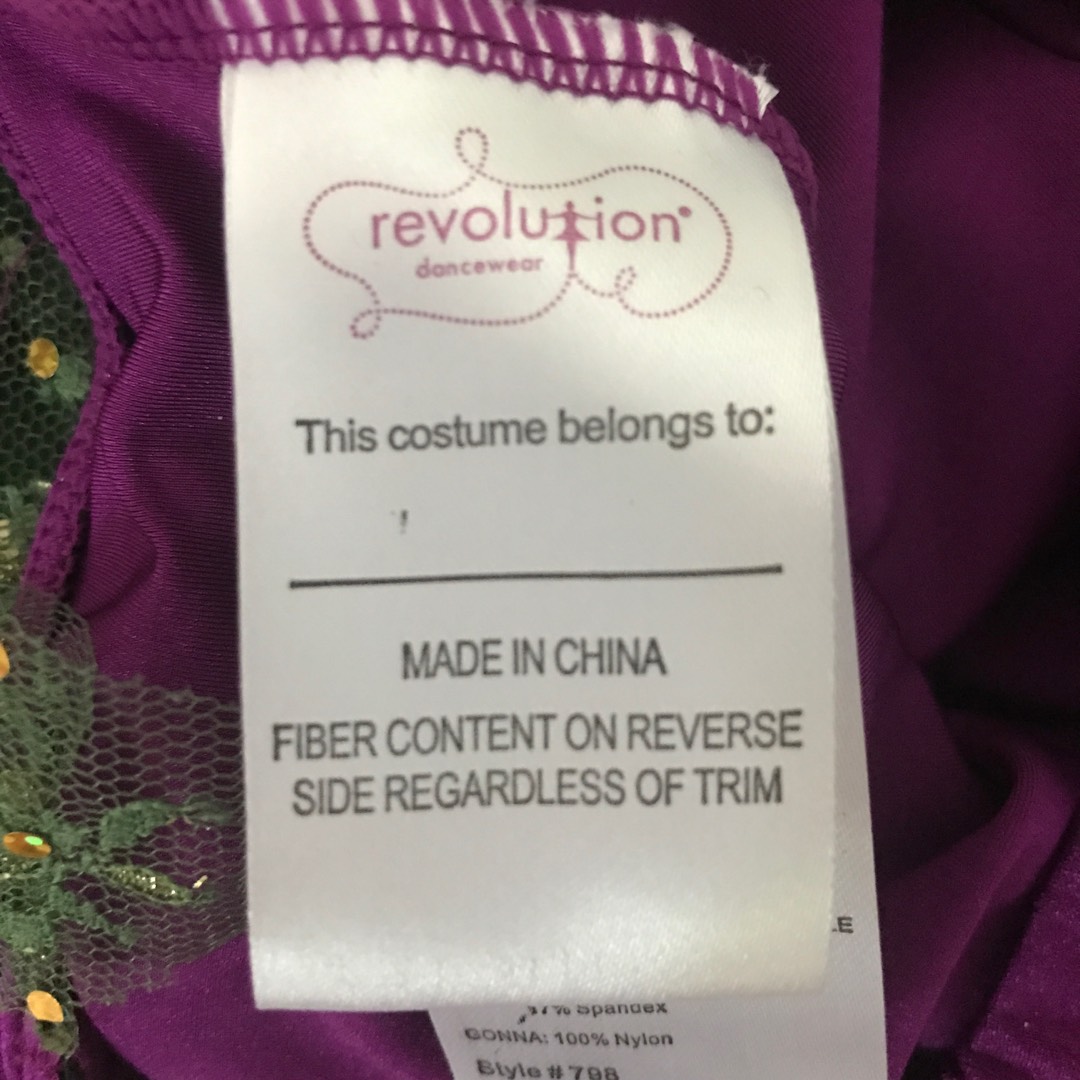 revolution
dancewear
This costume belongs to:
MADE IN CHINA
FIBER CONTENT ON REVERSE
SIDE REGARDLESS OF TRIM
Spandex
GONNA: 100% Nylon
Style # 798